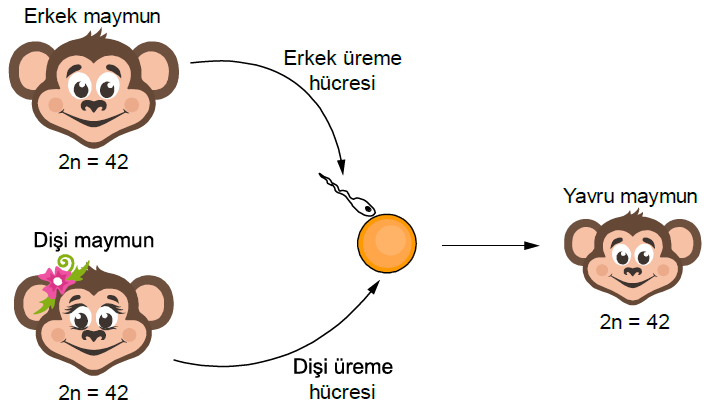 Erkek maymun
2n = 42
Erkek üreme
hücresi
Dişi maymun
2n = 42
Dişi üreme
hücresi
Yavru maymun
2n = 42